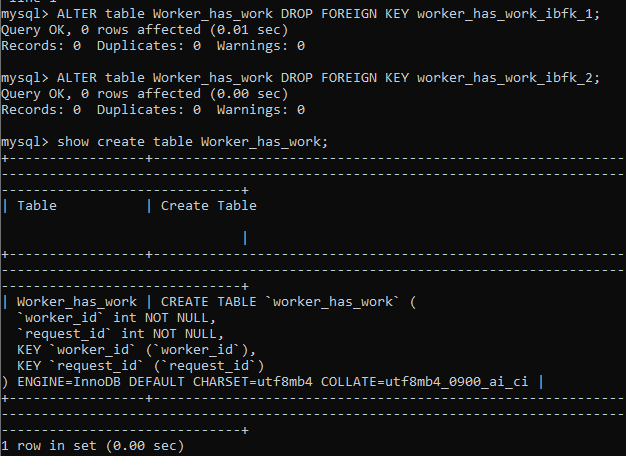 mysql> ALTER table Worker_has_work DROP FOREIGN KEY worker_has_work_ibfk_1;
Query OK, 0 rows affected (0.01 sec)
Records: 0  Duplicates: 0  Warnings: 0

mysql> ALTER table Worker_has_work DROP FOREIGN KEY worker_has_work_ibfk_2;
Query OK, 0 rows affected (0.00 sec)
Records: 0  Duplicates: 0  Warnings: 0

mysql> show create table Worker_has_work;
+-----------------+----------------------------------------------------------
------------------------------------------------------------------------------
------------------------------+
| Table           | Create Table

                              |
+-----------------+----------------------------------------------------------
------------------------------------------------------------------------------
------------------------------+
| Worker_has_work | CREATE TABLE `worker_has_work` (
  `worker_id` int NOT NULL,
  `request_id` int NOT NULL,
  KEY `worker_id` (`worker_id`),
  KEY `request_id` (`request_id`)
) ENGINE=InnoDB DEFAULT CHARSET=utf8mb4 COLLATE=utf8mb4_0900_ai_ci |
+-----------------+----------------------------------------------------------
------------------------------------------------------------------------------
------------------------------+
1 row in set (0.00 sec)